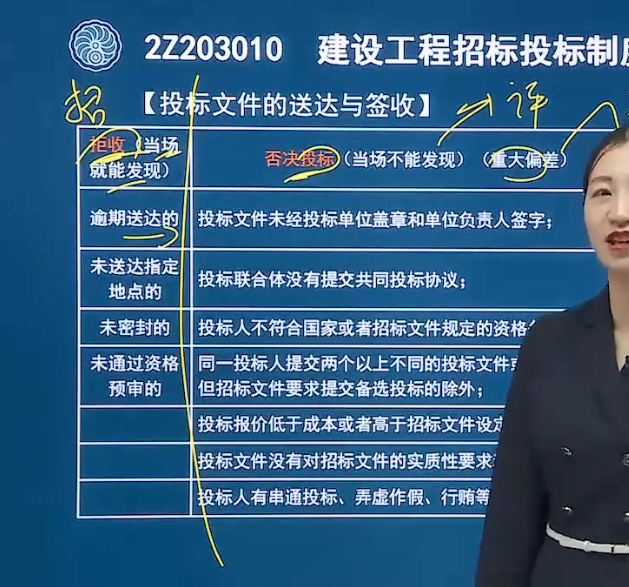 2Z203010 建设工程招标投标制度
招 【投标文件的送达与签收】 评
拒收（当场就能发现） 否决投标（当场不能发现）（重大偏差）
逾期送达的 投标文件未经投标单位盖章和单位负责人签字；
未送达指定地点的 投标联合体没有提交共同投标协议；
未密封的 投标人不符合国家或者招标文件规定的资格
未通过资格预审的 同一投标人提交两个以上不同的投标文件
但招标文件要求提交备选投标的除外；
投标报价低于成本或者高于招标文件设定
投标文件没有对招标文件的实质性要求
投标人有串通投标、弄虚作假、行贿等